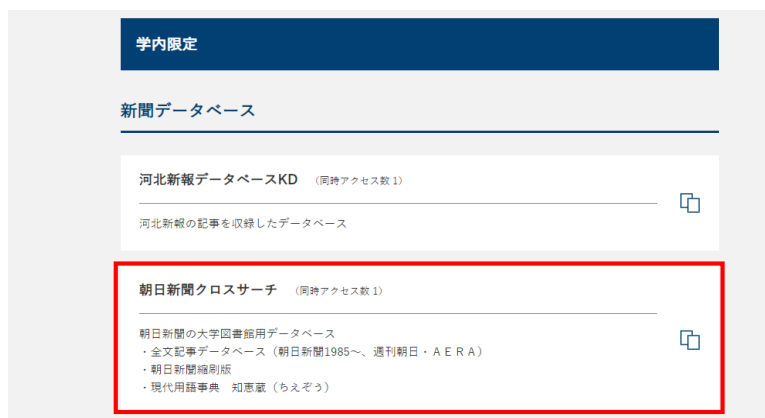 学内限定
新聞データベース
河北新報データベースKD （同時アクセス数 1）
河北新報の記事を収録したデータベース
朝日新聞クロスサーチ （同時アクセス数 1）
朝日新聞の大学図書館用データベース
・全文記事データベース（朝日新聞1985～、週刊朝日・ＡＥＲＡ）
・朝日新聞縮刷版
・現代用語事典　知恵蔵（ちえぞう）